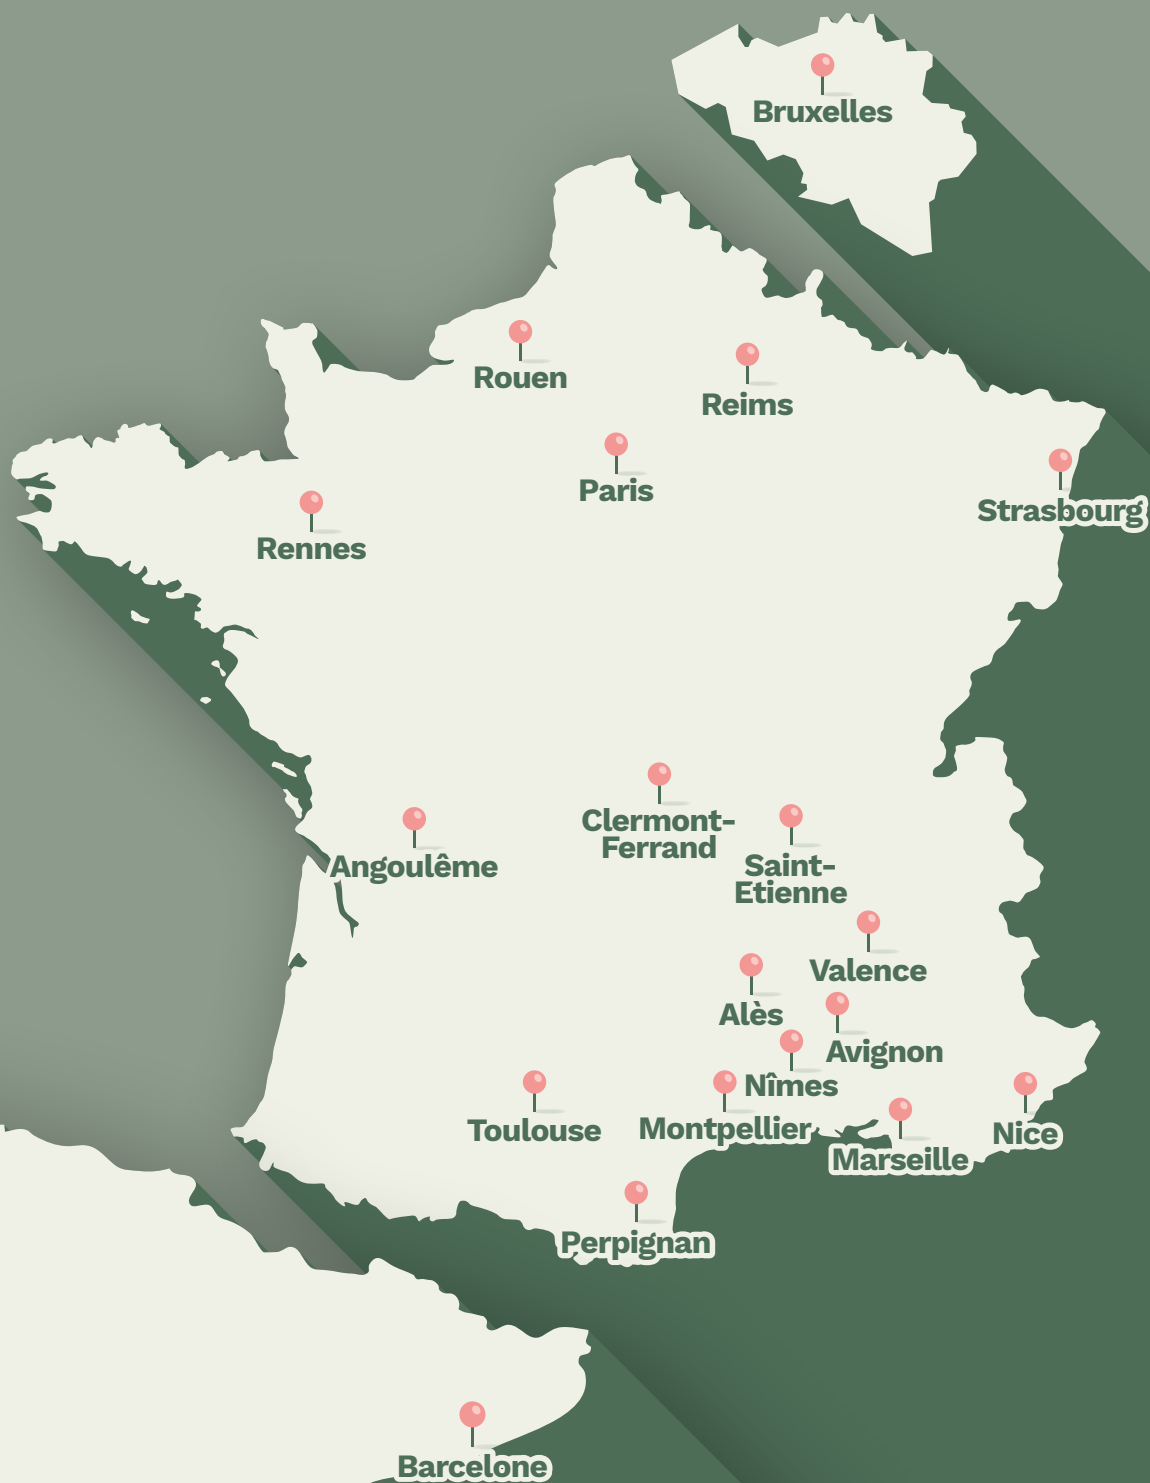 Bruxelles
Rouen
Reims
Paris
Strasbourg
Rennes
Clermont-
Ferrand
Angoulême
Saint-
Etienne
Valence
Alès
Avignon
Nîmes
Toulouse
Montpellier
Nice
Marseille
Perpignan
Barcelone